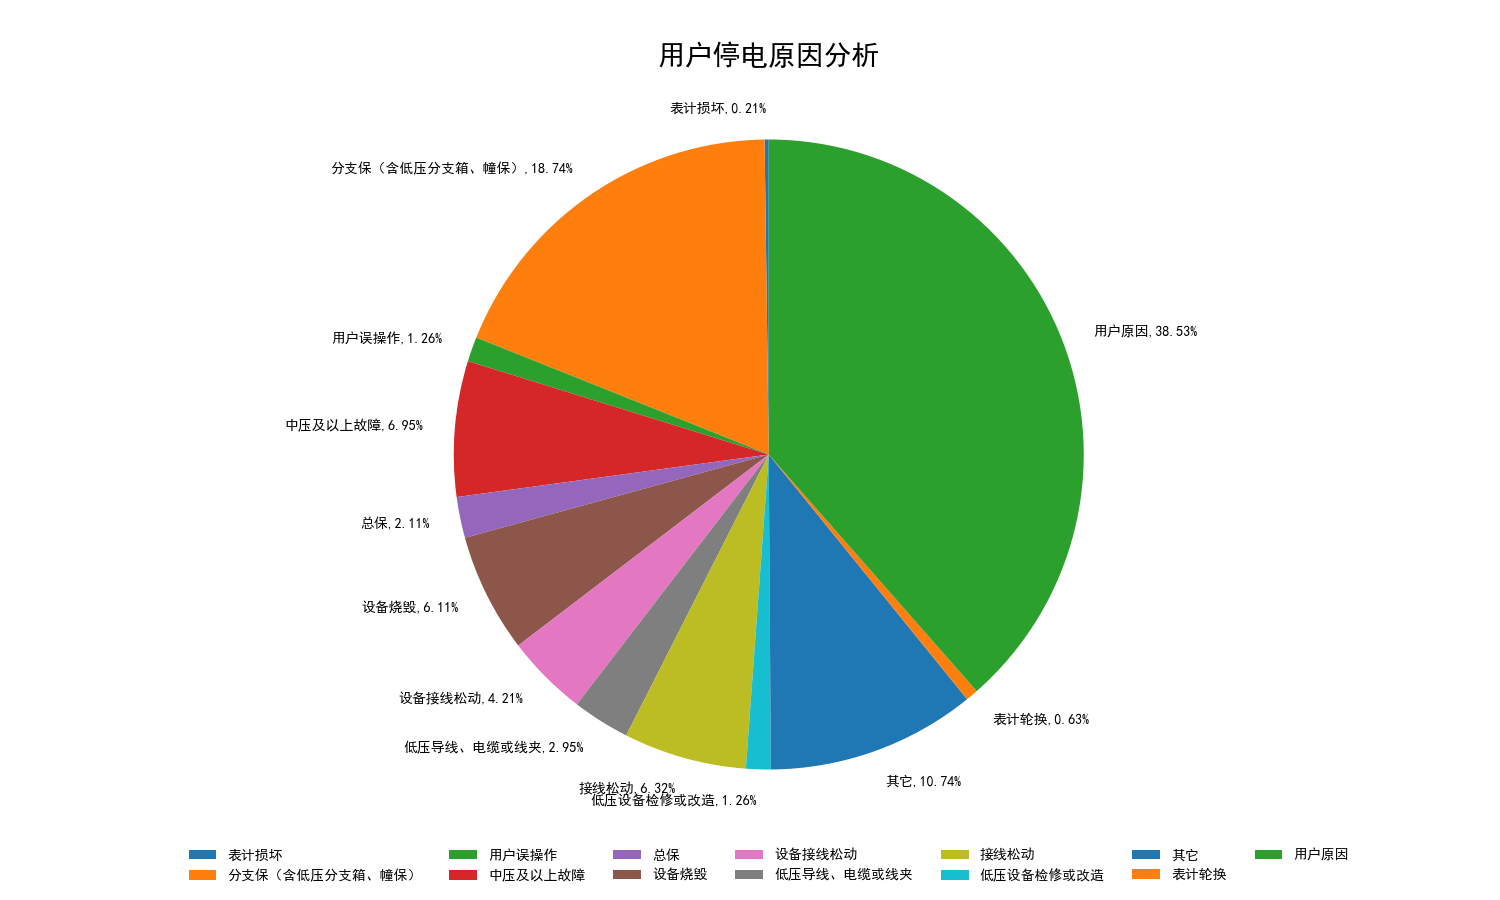 用户停电原因分析
表计损坏,0.21%
分支保（含低压分支箱、幢保）,18.74%
用户原因,38.53%
用户误操作,1.26%
中压及以上故障,6.95%
总保,2.11%
设备烧毁,6.11%
设备接线松动,4.21%
表计轮换,0.63%
低压导线、电缆或线夹,2.95%
其它,10.74%
接线松动,6.32%
低压设备检修或改造,1.26%
表计损坏 用户误操作 总保 设备接线松动 接线松动 其它 用户原因
分支保（含低压分支箱、幢保） 中压及以上故障 设备烧毁 低压导线、电缆或线夹 低压设备检修或改造 表计轮换